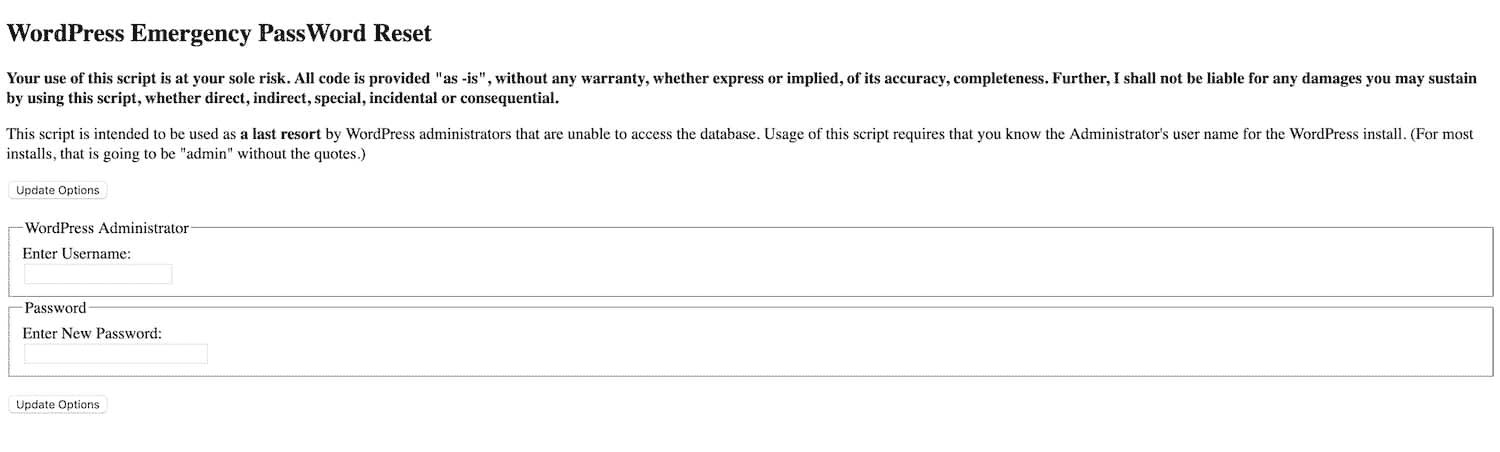 WordPress Emergency PassWord Reset
Your use of this script is at your sole risk. All code is provided "as -is", without any warranty, whether express or implied, of its accuracy, completeness. Further, I shall not be liable for any damages you may sustain
by using this script, whether direct, indirect, special, incidental or consequential.
This script is intended to be used as a last resort by WordPress administrators that are unable to access the database. Usage of this script requires that you know the Administrator's user name for the WordPress install. (For most
installs, that is going to be "admin" without the quotes.)
Update Options
WordPress Administrator
Enter Username:
Password
Enter New Password:
Update Options